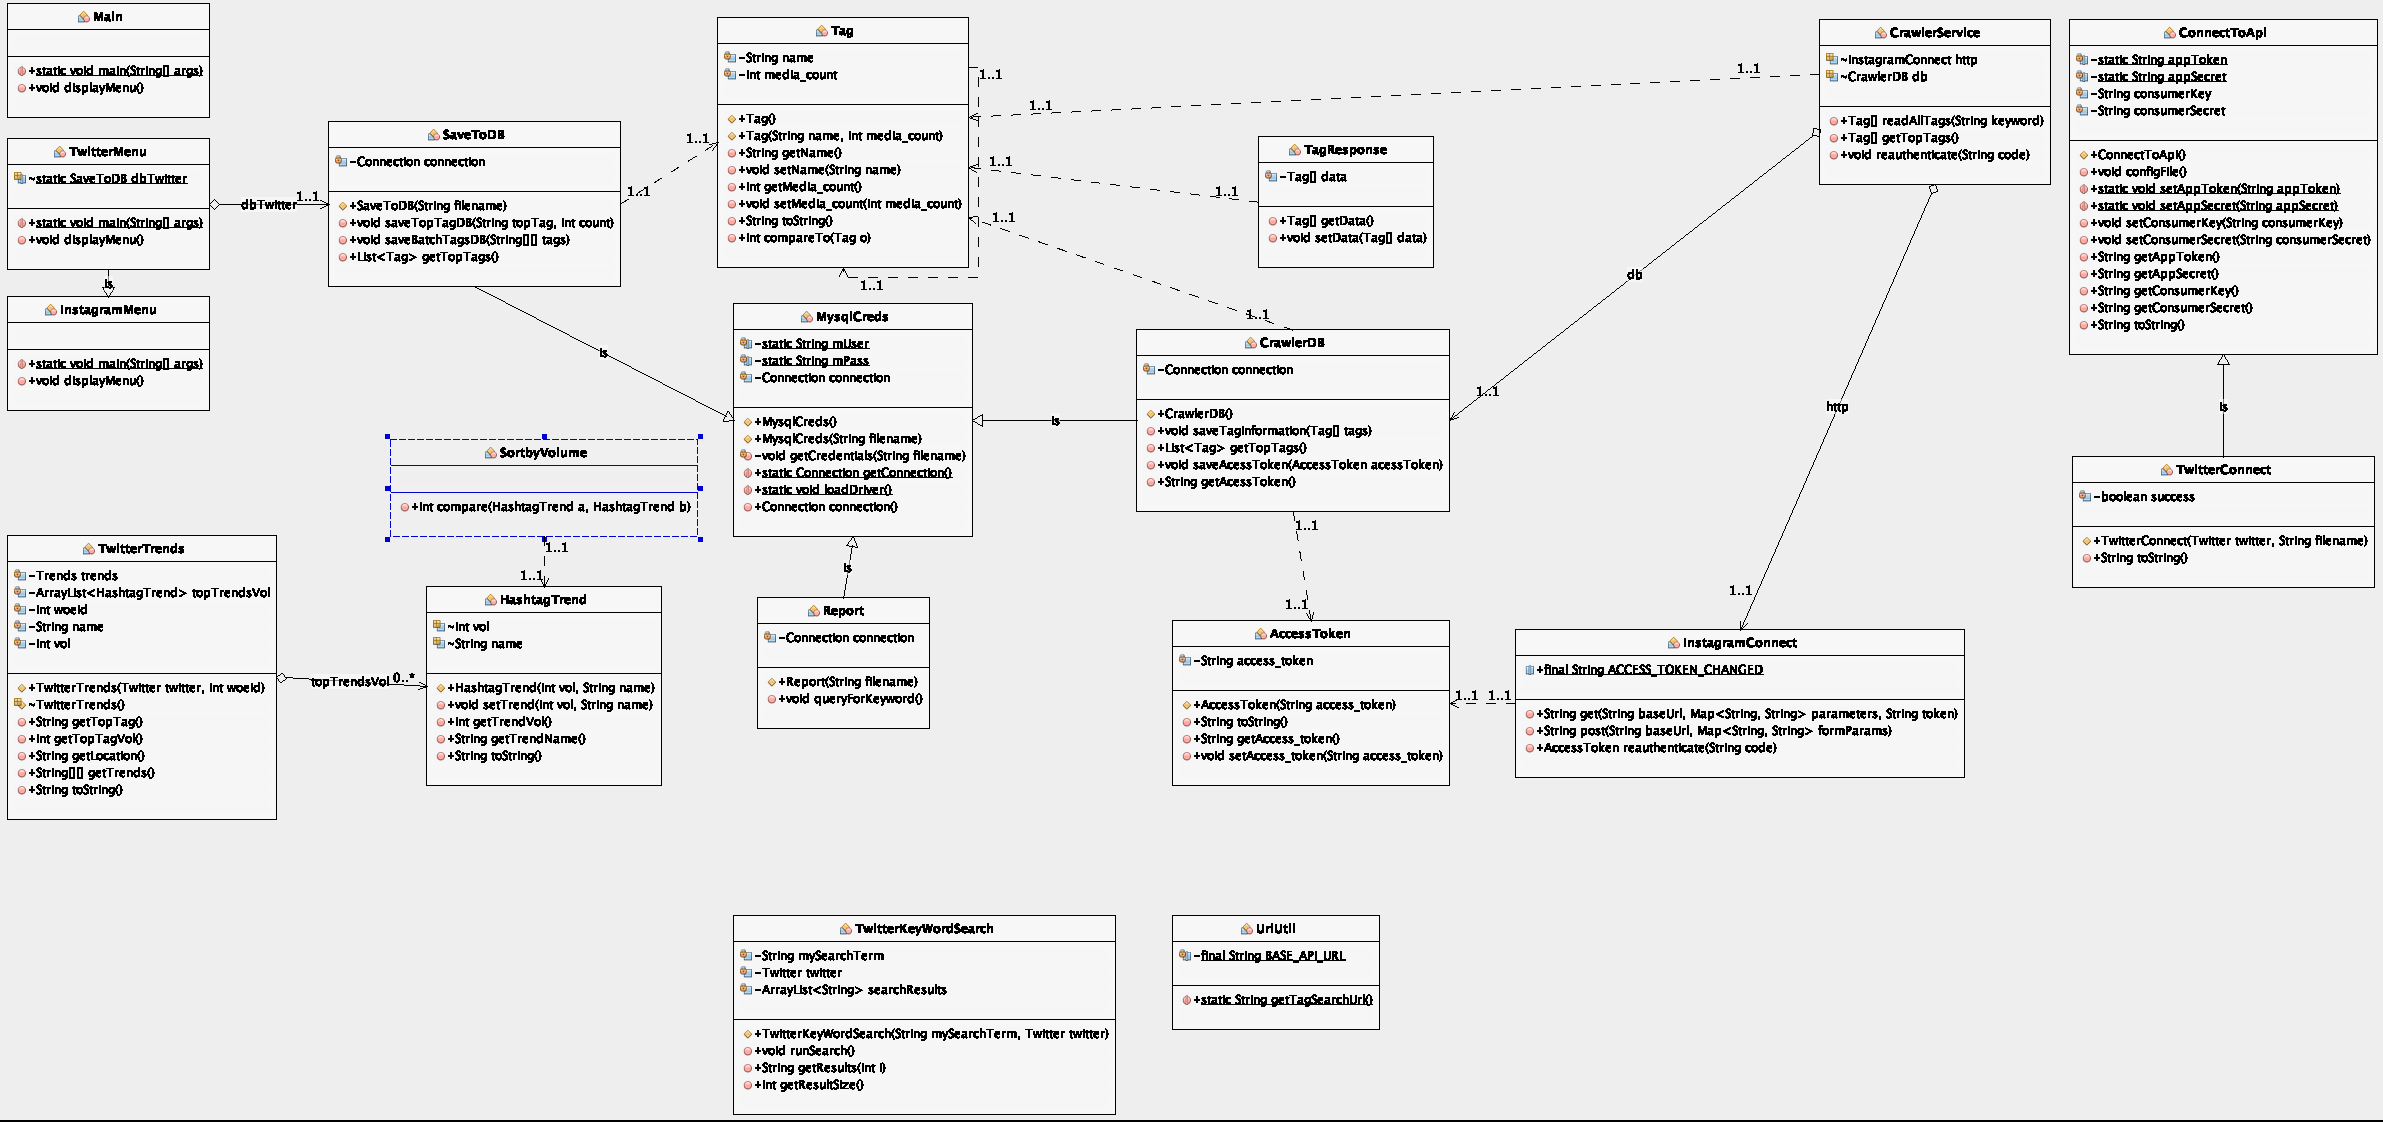 Main
+static void main(String[] args)
+void displayMenu()
TwitterMenu
~static SaveToDB dbTwitter
+static void main(String[] args)
+void displayMenu()
dbTwitter
1..1
is
InstagramMenu
+static void main(String[] args)
+void displayMenu()
SaveToDB
-Connection connection
+SaveToDB(String filename)
+void saveTopTagDB(String topTag, int count)
+void saveBatchTagsDB(String[][] tags)
+List<Tag> getTopTags()
1..1
1..1
is
Tag
-String name
-int media_count
+Tag()
+Tag(String name, int media_count)
+String getName()
+void setName(String name)
+int getMedia_count()
+void setMedia_count(int media_count)
+String toString()
+int compareTo(Tag o)
1..1
1..1
1..1
1..1
1..1
1..1
1..1
1..1
TagResponse
-Tag[] data
+Tag[] getData()
+void setData(Tag[] data)
CrawlerService
~InstagramConnect http
~CrawlerDB db
+Tag[] readAllTags(String keyword)
+Tag[] getTopTags()
+void reauthenticate(String code)
db
1..1
http
1..1
ConnectToApi
-static String appToken
-static String appSecret
-String consumerKey
-String consumerSecret
+ConnectToApi()
+void configFile()
+static void setAppToken(String appToken)
+static void setAppSecret(String appSecret)
+void setConsumerKey(String consumerKey)
+void setConsumerSecret(String consumerSecret)
+String getAppToken()
+String getAppSecret()
+String getConsumerKey()
+String getConsumerSecret()
+String toString()
is
MysqlCreds
-static String mUser
-static String mPass
-Connection connection
+MysqlCreds()
+MysqlCreds(String filename)
-void getCredentials(String filename)
+static Connection getConnection()
+static void loadDriver()
+Connection connection()
is
CrawlerDB
-Connection connection
+CrawlerDB()
+void saveTagInformation(Tag[] tags)
+List<Tag> getTopTags()
+void saveAcessToken(AccessToken acessToken)
+String getAcessToken()
1..1
1..1
TwitterConnect
-boolean success
+TwitterConnect(Twitter twitter, String filename)
+String toString()
SortbyVolume
+int compare(HashtagTrend a, HashtagTrend b)
1..1
1..1
TwitterTrends
-Trends trends
-ArrayList<HashtagTrend> topTrendsVol
-int woeid
-String name
-int vol
+TwitterTrends(Twitter twitter, int woeid)
~TwitterTrends()
+String getTopTag()
+int getTopTagVol()
+String getLocation()
+String[][] getTrends()
+String toString()
topTrendsVol
0..*
HashtagTrend
~int vol
~String name
+HashtagTrend(int vol, String name)
+void setTrend(int vol, String name)
+int getTrendVol()
+String getTrendName()
+String toString()
is
Report
-Connection connection
+Report(String filename)
+void queryForKeyword()
AccessToken
-String access_token
+AccessToken(String access_token)
+String toString()
+String getAccess_token()
+void setAccess_token(String access_token)
1..1
1..1
InstagramConnect
+final String ACCESS_TOKEN_CHANGED
+String get(String baseUrl, Map<String, String> parameters, String token)
+String post(String baseUrl, Map<String, String> formParams)
+AccessToken reauthenticate(String code)
TwitterKeyWordSearch
-String mySearchTerm
-Twitter twitter
-ArrayList<String> searchResults
+TwitterKeyWordSearch(String mySearchTerm, Twitter twitter)
+void runSearch()
+String getResults(int i)
+int getResultSize()
UrlUtil
-final String BASE_API_URL
+static String getTagSearchUrl()